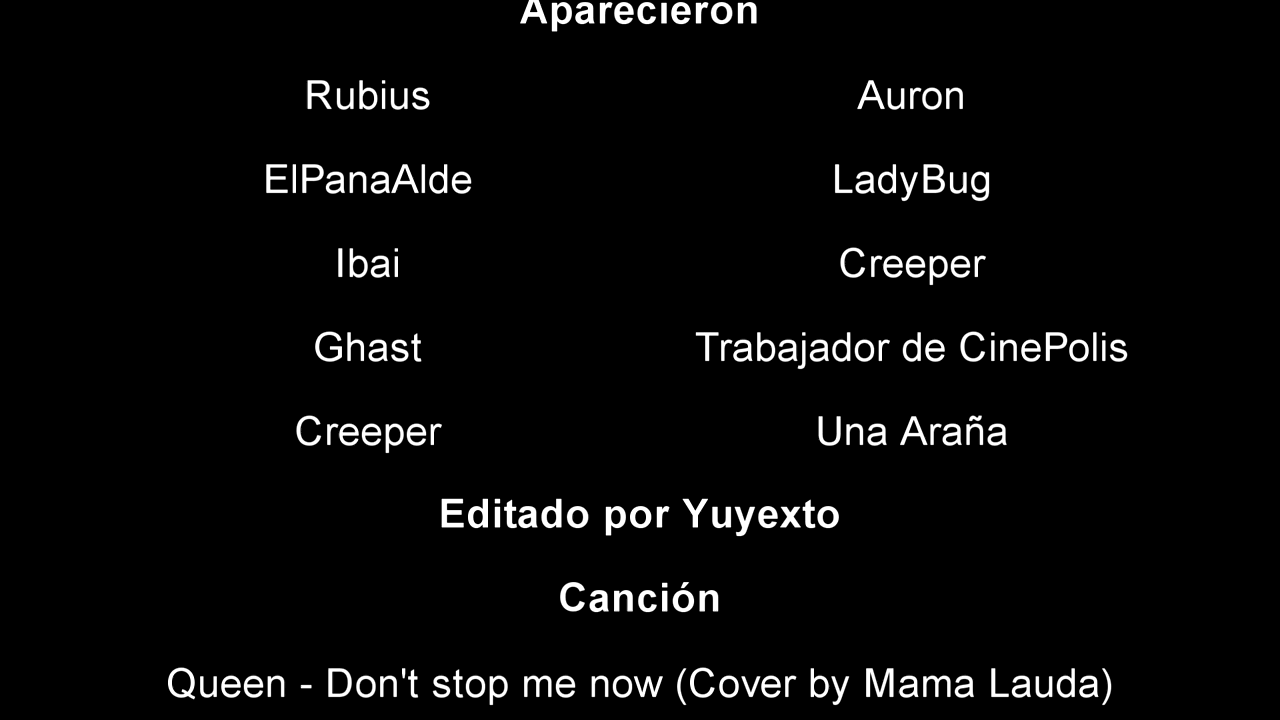 Aparecieron
Rubius Auron
ElPanaAlde LadyBug
Ibai Creeper
Ghast Trabajador de CinePolis
Creeper Una Araña
Editado por Yuyexto
Canción
Queen - Don't stop me now (Cover by Mama Lauda)